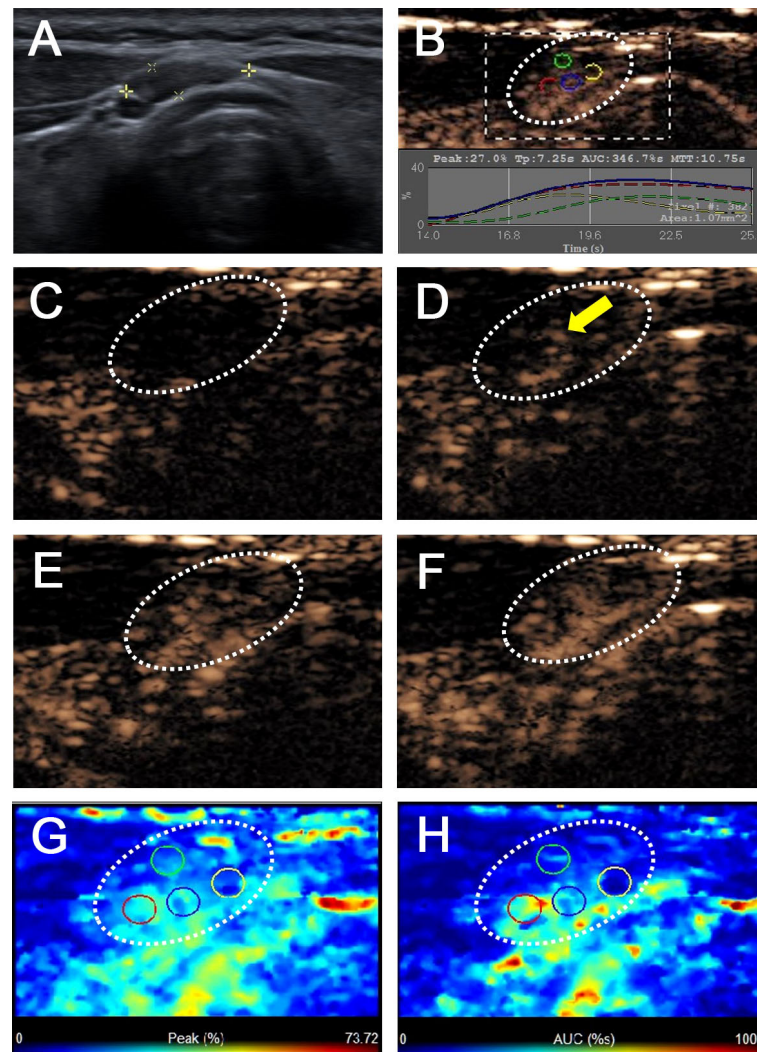 A
B
Peak:27.0% Tp:7.25s AUC:346.7% MTT:10.75s
40
%
0
Area:1.07mm^2
14.0 16.8 19.6 22.5 25.
Time (s)
C
D
E
F
G
H
0 Peak (%) 73.72
0 AUC (%s) 100